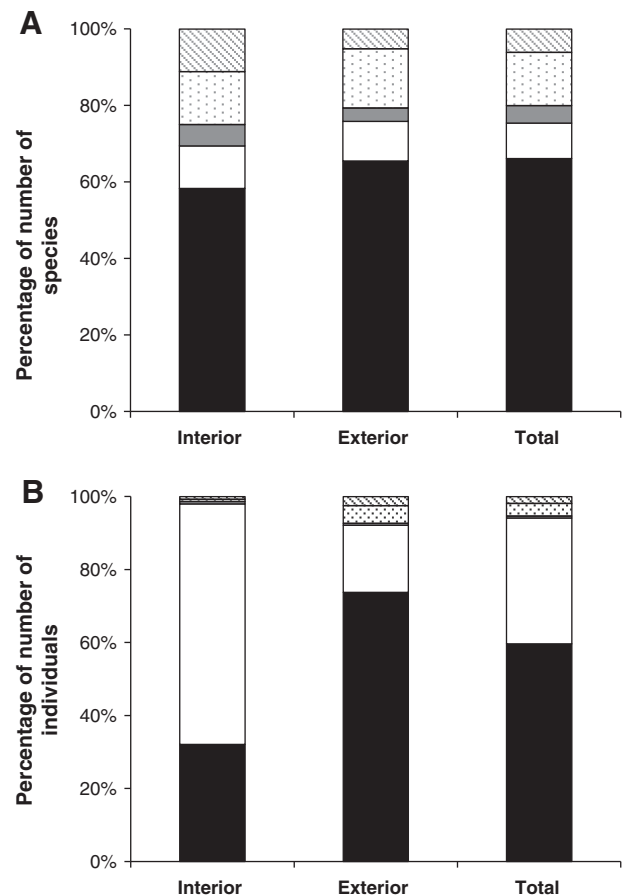 A
Percentage of number of
species
100%
80%
60%
40%
20%
0%
Interior Exterior Total
B
Percentage of number of
individuals
100%
80%
60%
40%
20%
0%
Interior Exterior Total